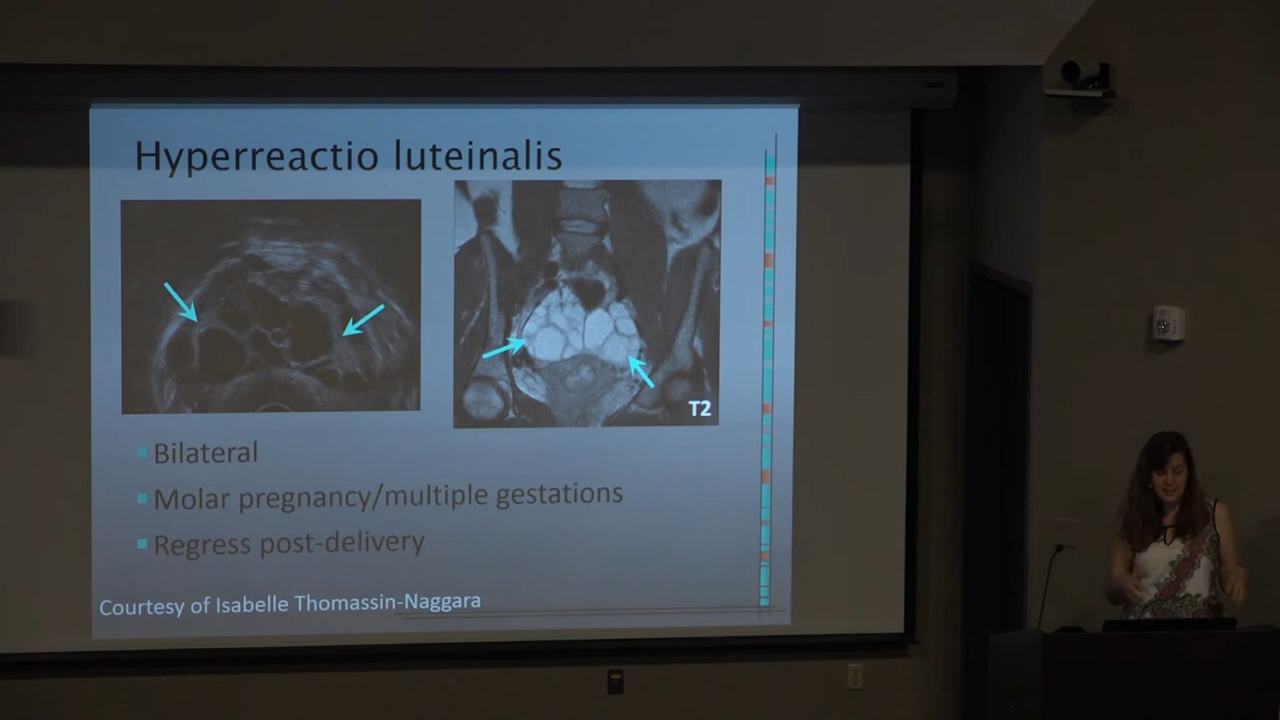 Hyperreactio luteinalis
T2
Bilateral
Molar pregnancy/multiple gestations
Regress post-delivery
Courtesy of Isabelle Thomassin-Naggara